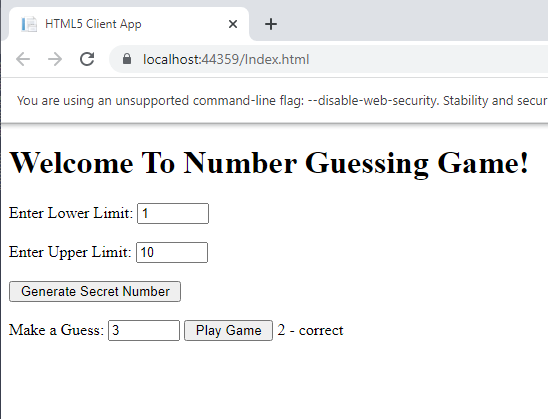 HTML5 Client App
localhost:44359/Index.html
You are using an unsupported command-line flag: --disable-web-security. Stability and secur
Welcome To Number Guessing Game!
Enter Lower Limit: 1
Enter Upper Limit: 10
Generate Secret Number
Make a Guess: 3 Play Game 2 - correct